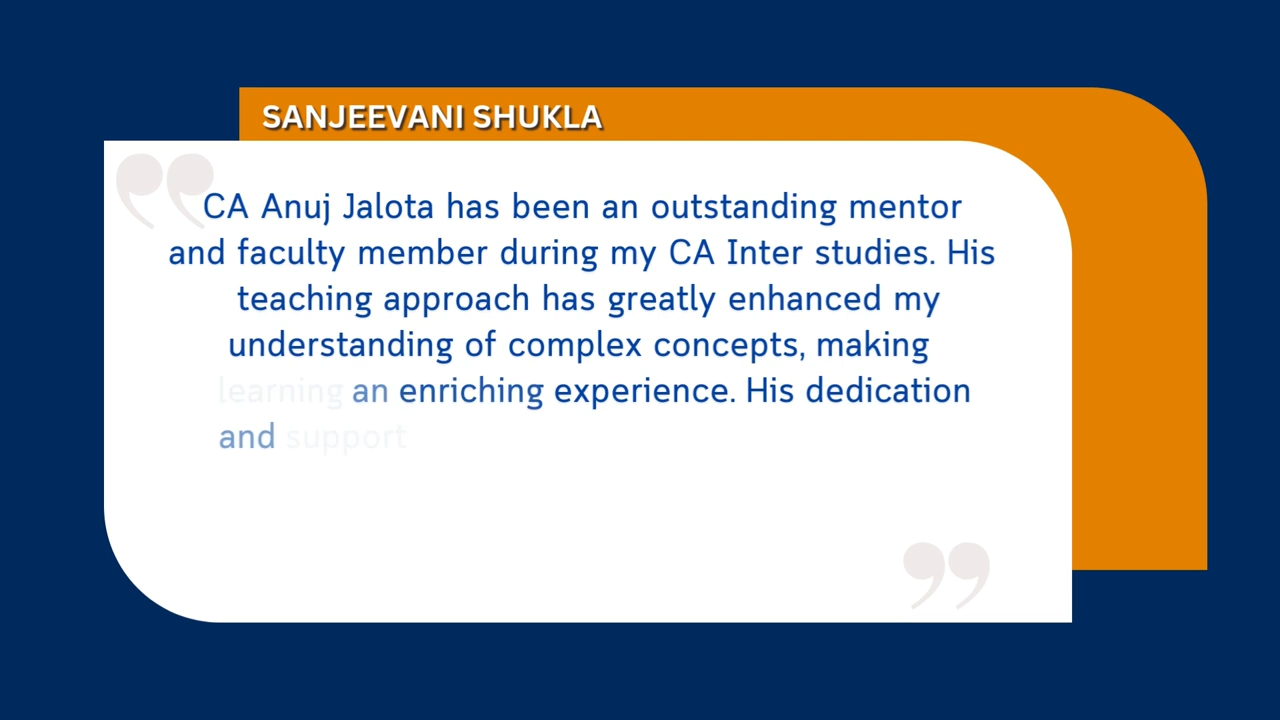 SANJEEVANI SHUKLA
CA Anuj Jalota has been an outstanding mentor
and faculty member during my CA Inter studies. His
teaching approach has greatly enhanced my
understanding of complex concepts, making
learning an enriching experience. His dedication
and support